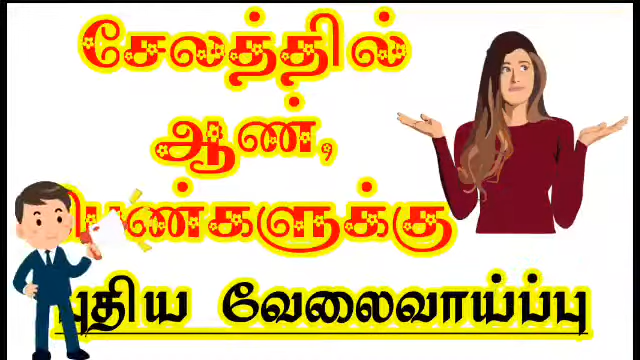 சேலத்தில்
ஆண்,
பெண்களுக்கு
புதிய வேலைவாய்ப்பு